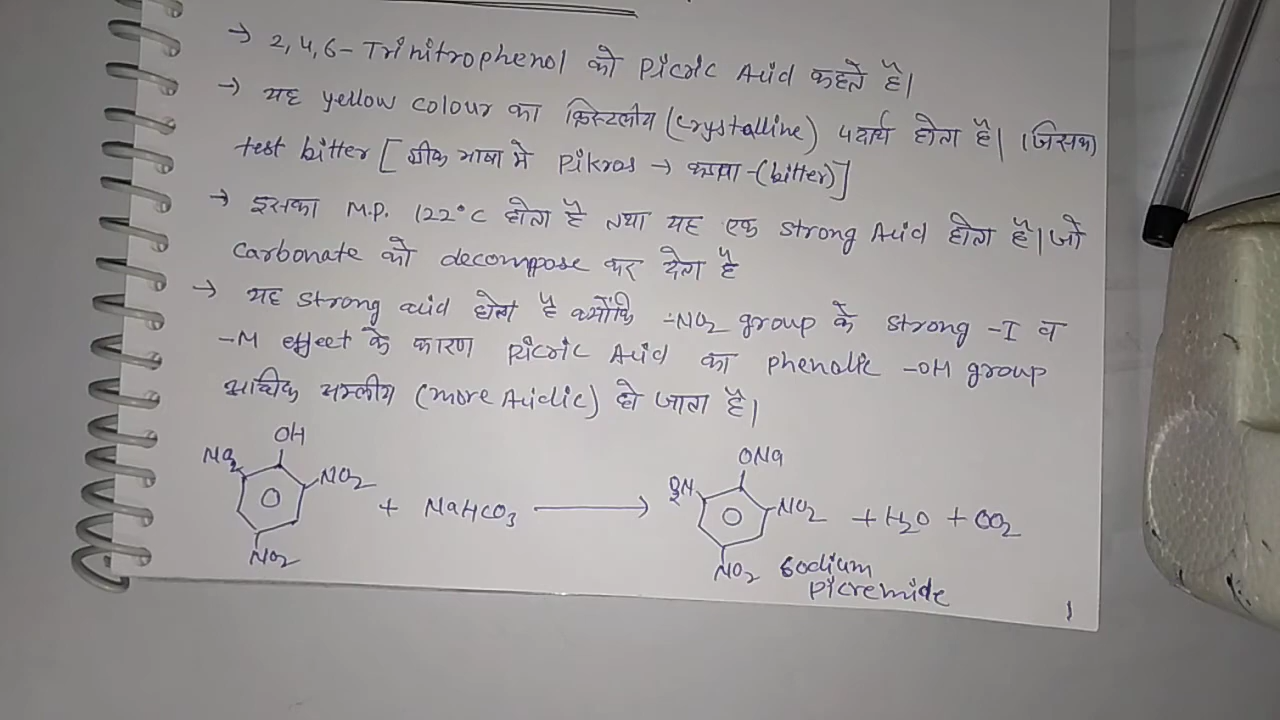 → 2,4,6-Trinitrophenol को Picric Acid कहते है।
→ यह yellow colour का क्रिस्टलीय (Crystalline) पदार्थ होता है। (जिसका)
test bitter [ग्रीक भाषा मे Pikros → कड़वा-(bitter)]
→ इसका M.P. 122°C होता है तथा यह एक strong Acid होता है। जो
Carbonate को decompose कर देता है
→ यह strong acid होता है क्योंकि -NO2 group के strong -I व
-M effect के कारण Picric Acid का phenolic -OH group
अधिक अम्लीय (more Acidic) हो जाता है।
OH
NO2
NO2
NO2
+ NaHCO3 ⟶
ONa
O2N
NO2
NO2
+ H2O + CO2
Sodium
Picremide
1